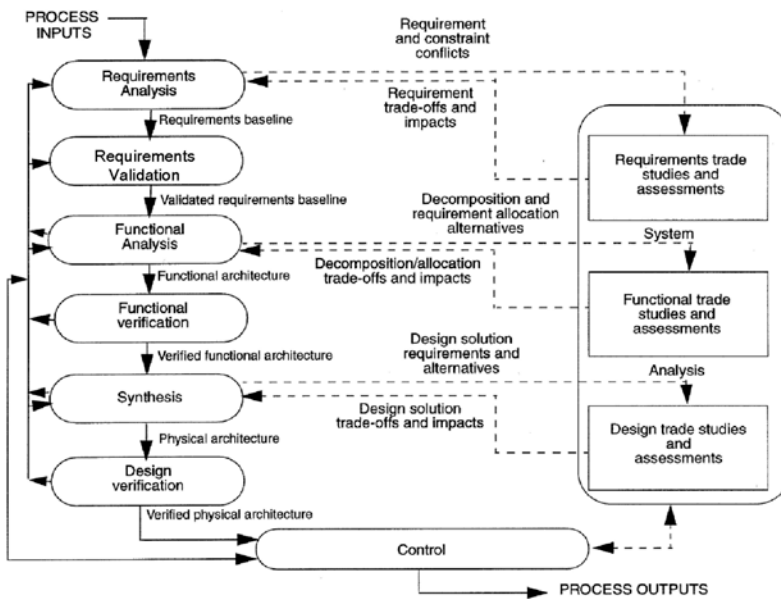 PROCESS
INPUTS
Requirement
and constraint
conflicts
Requirements
Analysis
Requirement
trade-offs and
impacts
Requirements baseline
Requirements
Validation
Requirements trade
studies and
assessments
Validated requirements baseline
Decomposition and
requirement allocation
alternatives
Functional
Analysis
System
Functional architecture
Decomposition/allocation
trade-offs and impacts
Functional
verification
Functional trade
studies and
assessments
Verified functional architecture
Design solution
requirements and
alternatives
Analysis
Synthesis
Design solution
trade-offs and impacts
Design trade studies
and
assessments
Physical architecture
Design
verification
Verified physical architecture
Control
PROCESS OUTPUTS